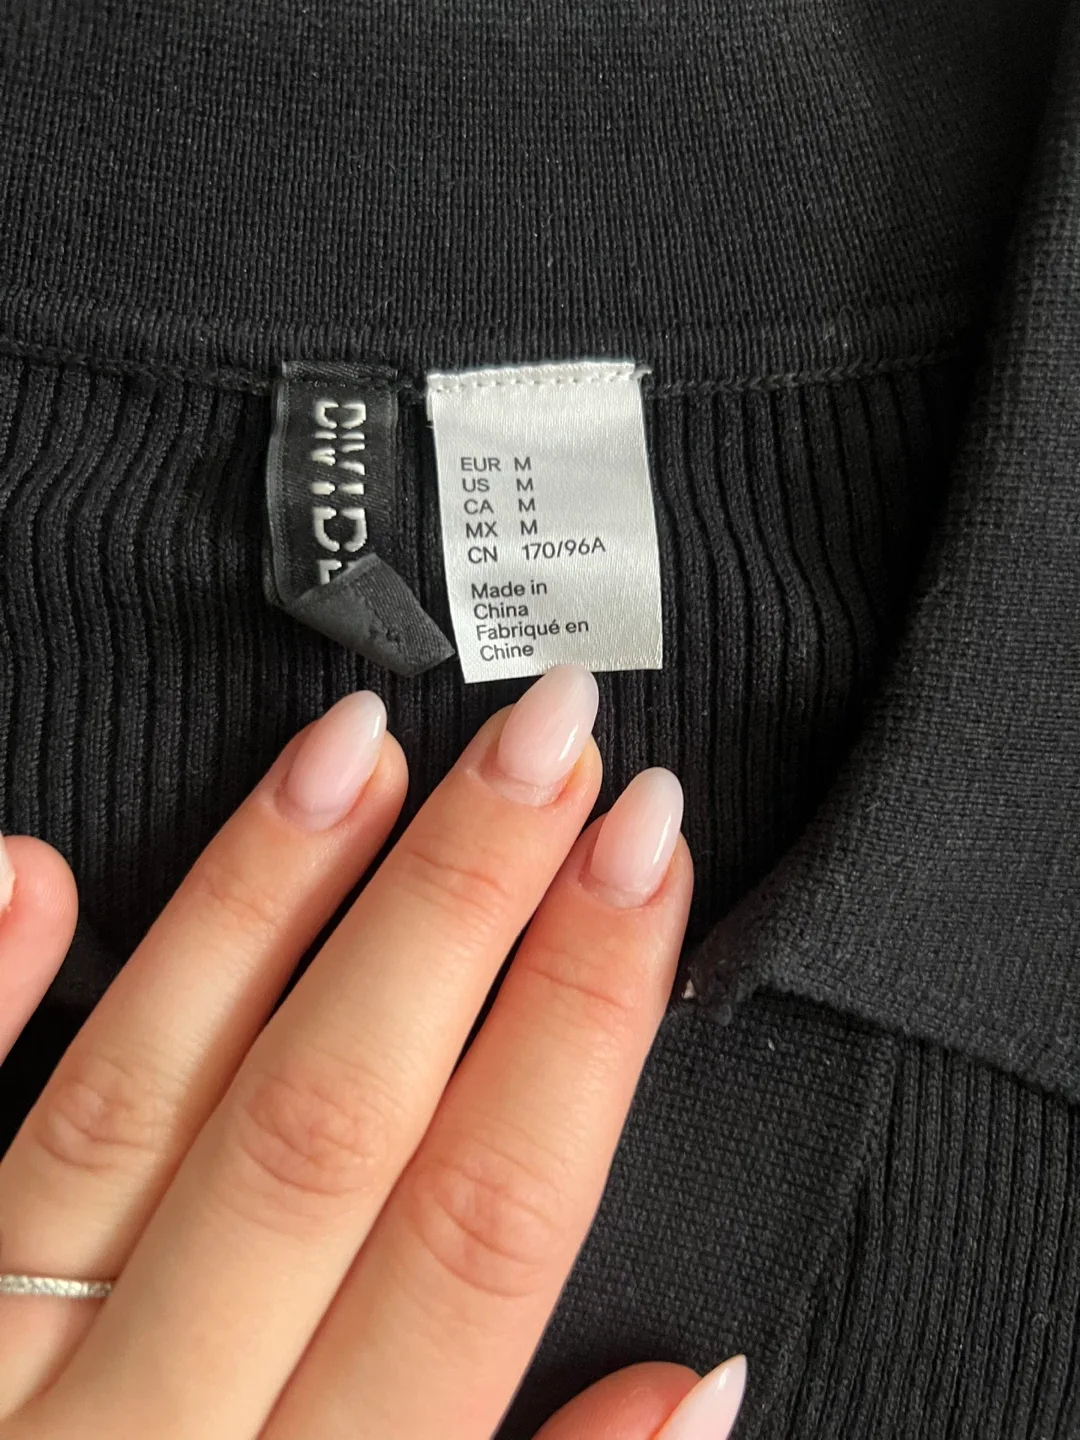 EUR M
US M
CA M
MX M
CN 170/96A
Made in
China
Fabriqué en
Chine